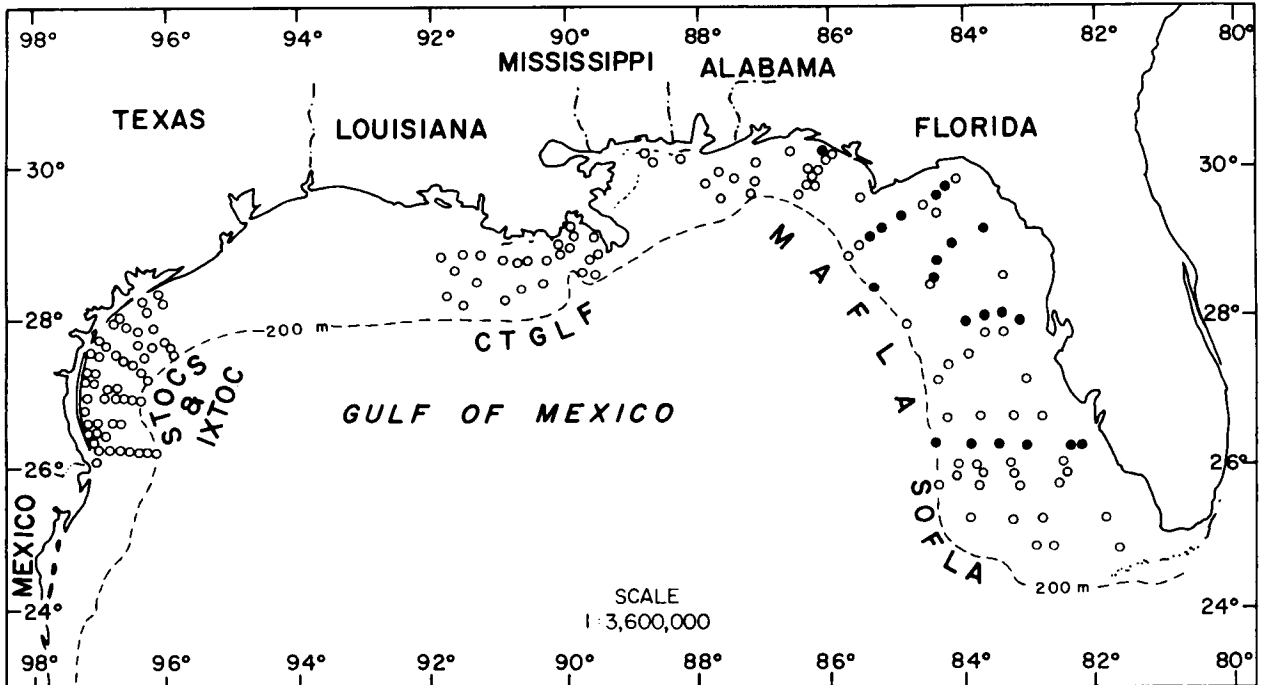 98° 96° 94° 92° 90° 88° 86° 84° 82° 80°
MISSISSIPPI ALABAMA
TEXAS LOUISIANA FLORIDA
30° 30°
MAFLA
28° 28°
200 m
CTGLF
STOCS
&
IXTOC
GULF OF MEXICO
26° 26°
SOFLA
MEXICO
200 m
SCALE
1:3,600,000
24° 24°
98° 96° 94° 92° 90° 88° 86° 84° 82° 80°